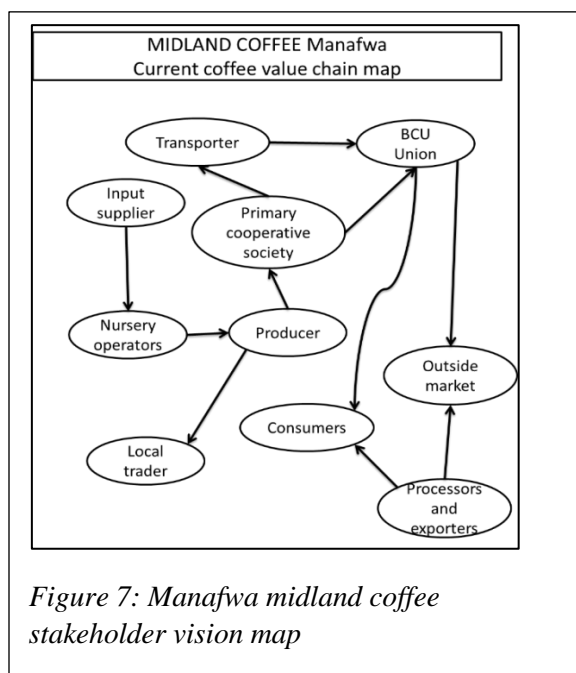 MIDLAND COFFEE Manafwa
Current coffee value chain map
Transporter
BCU
Union
Input
supplier
Primary
cooperative
society
Nursery
operators
Producer
Outside
market
Consumers
Local
trader
Processors
and
exporters
Figure 7: Manafwa midland coffee
stakeholder vision map